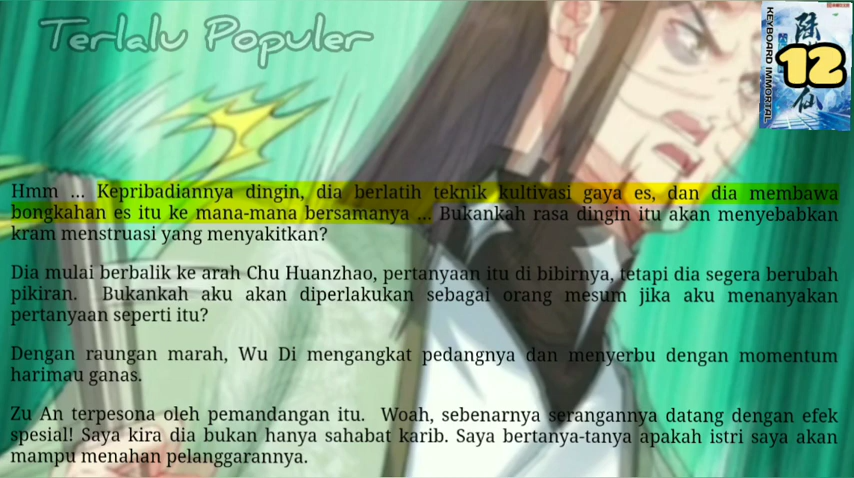 Terlalu Populer
KEYBOARD IMMORTAL
12
Hmm ... Kepribadiannya dingin, dia berlatih teknik kultivasi gaya es, dan dia membawa
bongkahan es itu ke mana-mana bersamanya ... Bukankah rasa dingin itu akan menyebabkan
kram menstruasi yang menyakitkan?
Dia mulai berbalik ke arah Chu Huanzhao, pertanyaan itu di bibirnya, tetapi dia segera berubah
pikiran. Bukankah aku akan diperlakukan sebagai orang mesum jika aku menanyakan
pertanyaan seperti itu?
Dengan raungan marah, Wu Di mengangkat pedangnya dan menyerbu dengan momentum
harimau ganas.
Zu An terpesona oleh pemandangan itu. Woah, sebenarnya serangannya datang dengan efek
spesial! Saya kira dia bukan hanya sahabat karib. Saya bertanya-tanya apakah istri saya akan
mampu menahan pelanggarannya.